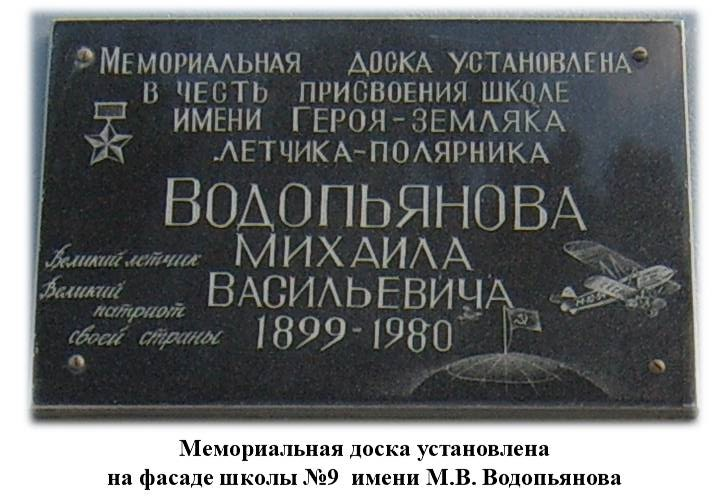 МЕМОРИАЛЬНАЯ ДОСКА УСТАНОВЛЕНА
В ЧЕСТЬ ПРИСВОЕНИЯ ШКОЛЕ
ИМЕНИ ГЕРОЯ-ЗЕМЛЯКА
ЛЕТЧИКА-ПОЛЯРНИКА
ВОДОПЬЯНОВА
МИХАИЛА
ВАСИЛЬЕВИЧА
1899-1980
Великий летчик
Великий
патриот
своей страны
Мемориальная доска установлена
на фасаде школы №9 имени М.В. Водопьянова